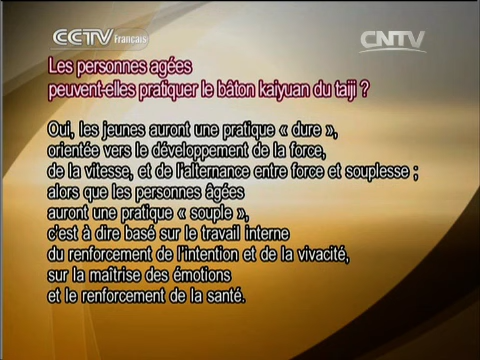 CCTV Français
CNTV
Les personnes agées
peuvent-elles pratiquer le bâton kaiyuan du taiji ?
Oui, les jeunes auront une pratique « dure »,
orientée vers le développement de la force,
de la vitesse, et de l'alternance entre force et souplesse ;
alors que les personnes âgées
auront une pratique « souple »,
c'est à dire basé sur le travail interne
du renforcement de l'intention et de la vivacité,
sur la maîtrise des émotions
et le renforcement de la santé.